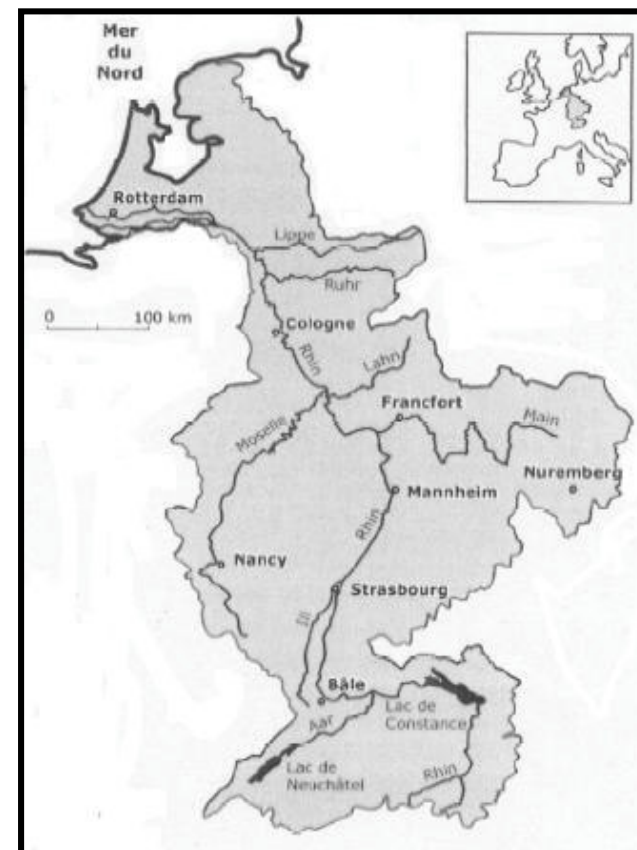 Mer
du
Nord
Rotterdam
Lippe
Ruhr
0 100 km
Cologne
Rhin
Lahn
Francfort
Main
Moselle
Nuremberg
Mannheim
Rhin
Nancy
Strasbourg
Ill
Bâle
Lac de
Constance
Aar
Lac de
Neuchâtel
Rhin